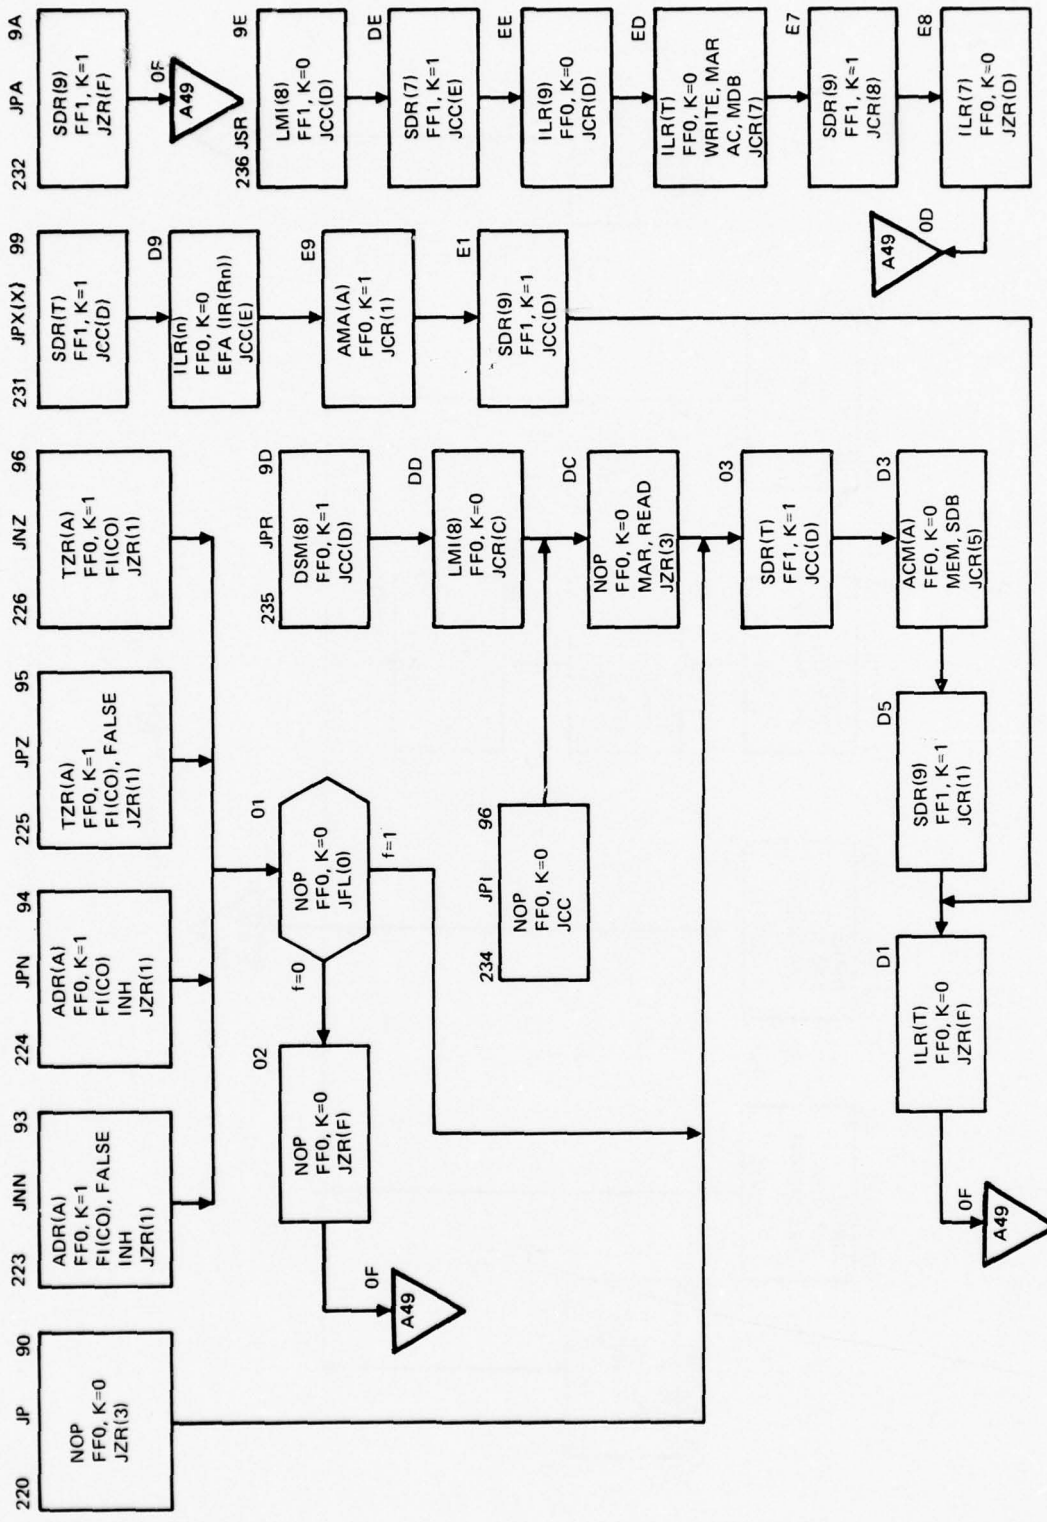 220 JP 90
NOP
FF0, K=0
JZR(3)
223 JNN 93
ADR(A)
FF0, K=1
FI(CO), FALSE
INH
JZR(1)
224 JPN 94
ADR(A)
FF0, K=1
FI(CO)
INH
JZR(1)
225 JPZ 95
TZR(A)
FF0, K=1
FI(CO), FALSE
JZR(1)
226 JNZ 96
TZR(A)
FF0, K=1
FI(CO)
JZR(1)
231 JPX(X) 99
SDR(T)
FF1, K=1
JCC(D)
232 JPA 9A
SDR(9)
FF1, K=1
JZR(F)
0F
A49
01
NOP
FF0, K=0
JFL(0)
f=0
f=1
02
NOP
FF0, K=0
JZR(F)
0F
A49
235 JPR 9D
DSM(8)
FF0, K=1
JCC(D)
DD
LMI(8)
FF0, K=0
JCR(C)
234 JPI 96
NOP
FF0, K=0
JCC
DC
NOP
FF0, K=0
MAR, READ
JZR(3)
03
SDR(T)
FF1, K=1
JCC(D)
D3
ACM(A)
FF0, K=0
MEM, SDB
JCR(5)
D5
SDR(9)
FF1, K=1
JCR(1)
D1
ILR(T)
FF0, K=0
JZR(F)
0F
A49
D9
ILR(n)
FF0, K=0
EFA (IR(Rn))
JCC(E)
E9
AMA(A)
FF0, K=1
JCR(1)
E1
SDR(9)
FF1, K=1
JCC(D)
236 JSR 9E
LMI(8)
FF1, K=0
JCC(D)
DE
SDR(7)
FF1, K=1
JCC(E)
EE
ILR(9)
FF0, K=0
JCR(D)
ED
ILR(T)
FF0, K=0
WRITE, MAR
AC, MDB
JCR(7)
E7
SDR(9)
FF1, K=1
JCR(8)
E8
ILR(7)
FF0, K=0
JZR(D)
0D
A49